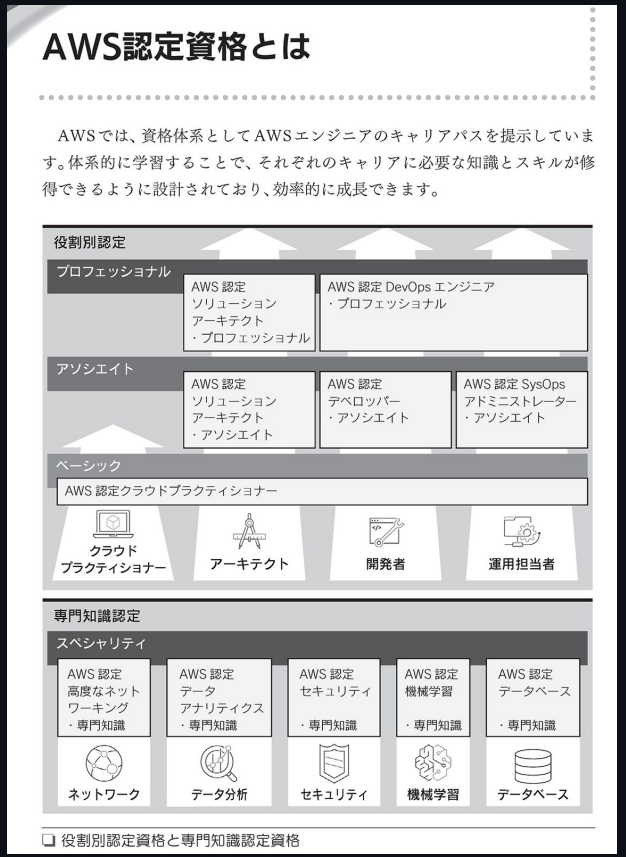 AWS認定資格とは
AWSでは、資格体系としてAWSエンジニアのキャリアパスを提示していま
す。体系的に学習することで、それぞれのキャリアに必要な知識とスキルが修
得できるように設計されており、効率的に成長できます。
役割別認定
プロフェッショナル
AWS 認定
ソリューション
アーキテクト
・プロフェッショナル
AWS 認定 DevOps エンジニア
・プロフェッショナル
アソシエイト
AWS 認定
ソリューション
アーキテクト
・アソシエイト
AWS 認定
デベロッパー
・アソシエイト
AWS 認定 SysOps
アドミニストレーター
・アソシエイト
ベーシック
AWS 認定クラウドプラクティショナー
クラウド
プラクティショナー
アーキテクト
開発者
運用担当者
専門知識認定
スペシャリティ
AWS 認定
高度なネット
ワーキング
・専門知識
AWS 認定
データ
アナリティクス
・専門知識
AWS 認定
セキュリティ
・専門知識
AWS 認定
機械学習
・専門知識
AWS 認定
データベース
・専門知識
ネットワーク
データ分析
セキュリティ
機械学習
データベース
❏ 役割別認定資格と専門知識認定資格